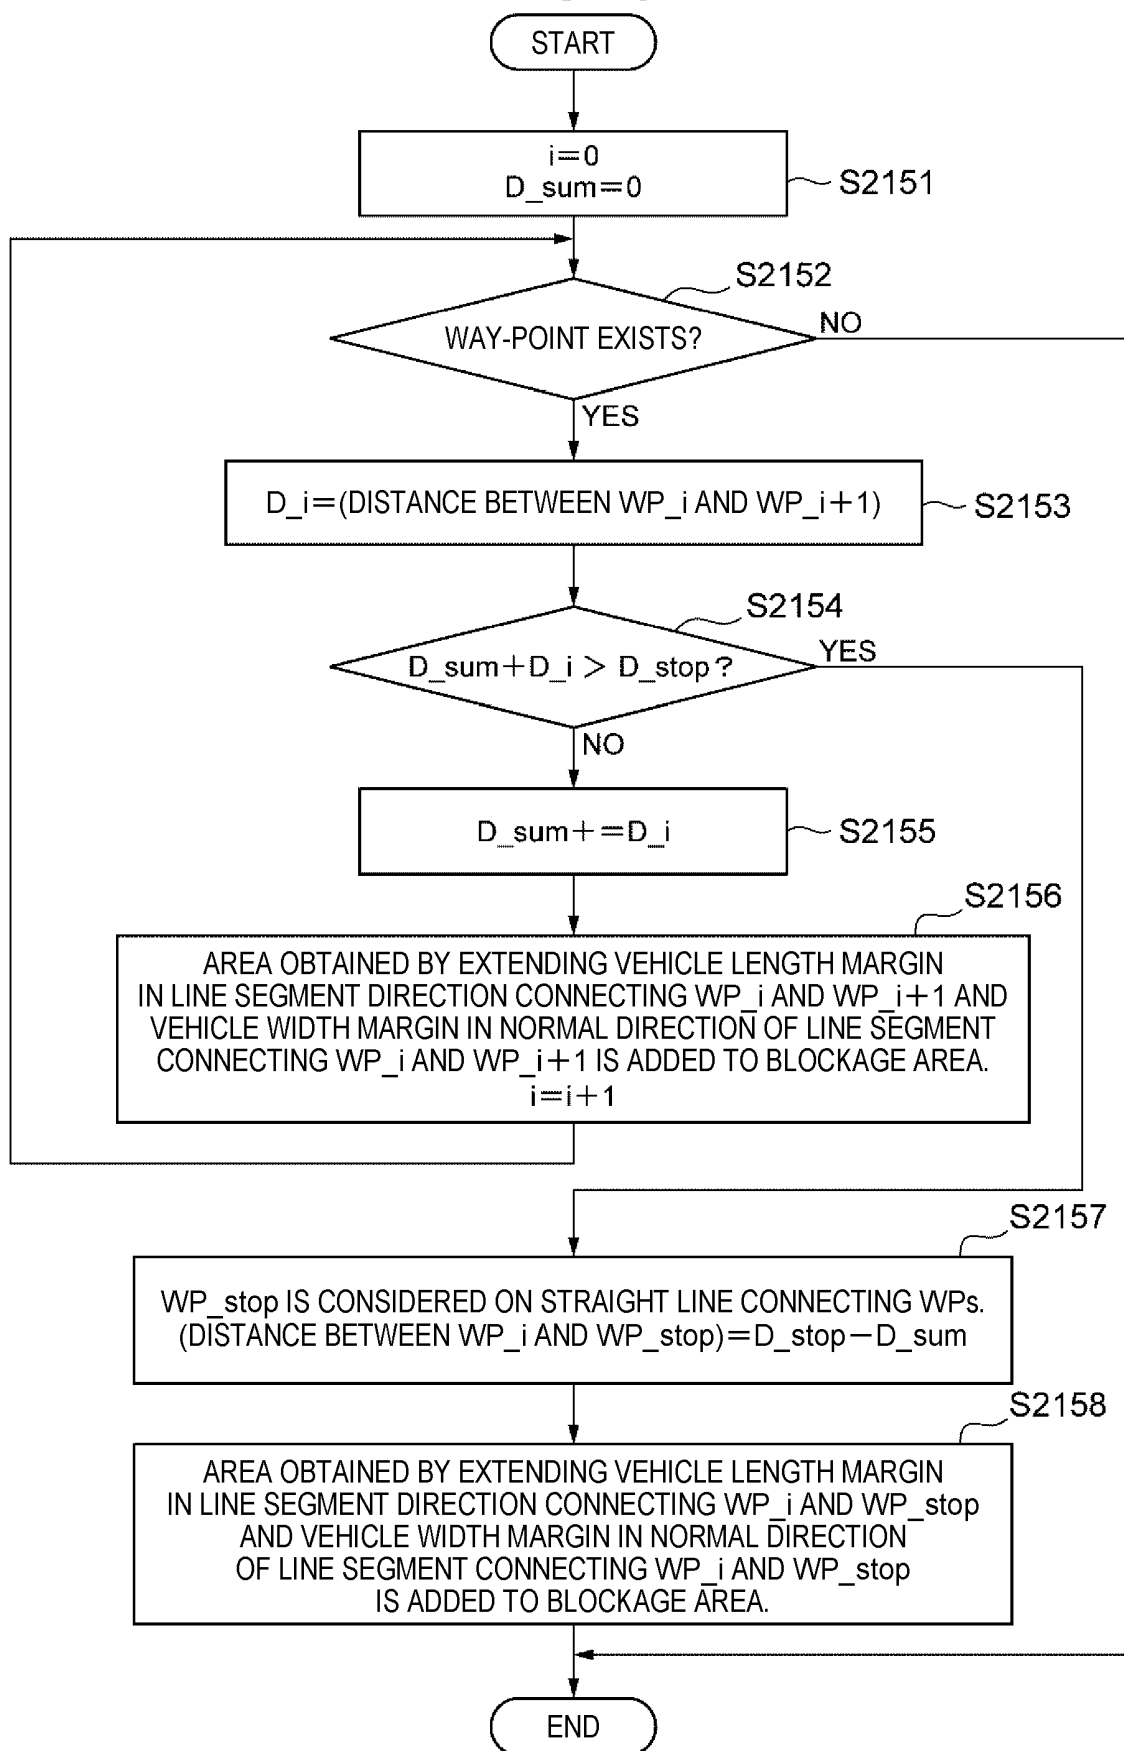 START
i=0
D_sum=0
S2151
S2152
WAY-POINT EXISTS?
NO
YES
D_i=(DISTANCE BETWEEN WP_i AND WP_i+1)
S2153
S2154
D_sum+D_i > D_stop?
YES
NO
D_sum+=D_i
S2155
S2156
AREA OBTAINED BY EXTENDING VEHICLE LENGTH MARGIN
IN LINE SEGMENT DIRECTION CONNECTING WP_i AND WP_i+1 AND
VEHICLE WIDTH MARGIN IN NORMAL DIRECTION OF LINE SEGMENT
CONNECTING WP_i AND WP_i+1 IS ADDED TO BLOCKAGE AREA.
i=i+1
S2157
WP_stop IS CONSIDERED ON STRAIGHT LINE CONNECTING WPs.
(DISTANCE BETWEEN WP_i AND WP_stop)=D_stop-D_sum
S2158
AREA OBTAINED BY EXTENDING VEHICLE LENGTH MARGIN
IN LINE SEGMENT DIRECTION CONNECTING WP_i AND WP_stop
AND VEHICLE WIDTH MARGIN IN NORMAL DIRECTION
OF LINE SEGMENT CONNECTING WP_i AND WP_stop
IS ADDED TO BLOCKAGE AREA.
END